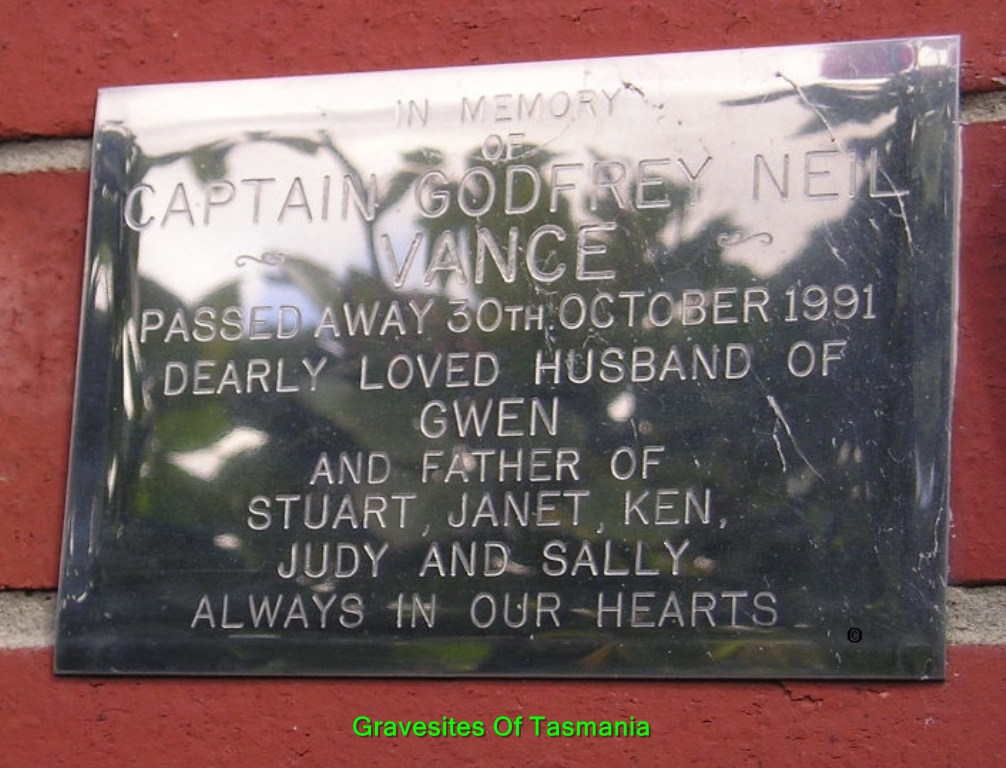 IN MEMORY
OF
CAPTAIN GODFREY NEIL
VANCE
PASSED AWAY 30TH OCTOBER 1991
DEARLY LOVED HUSBAND OF
GWEN
AND FATHER OF
STUART, JANET, KEN,
JUDY AND SALLY
ALWAYS IN OUR HEARTS
©
Gravesites Of Tasmania